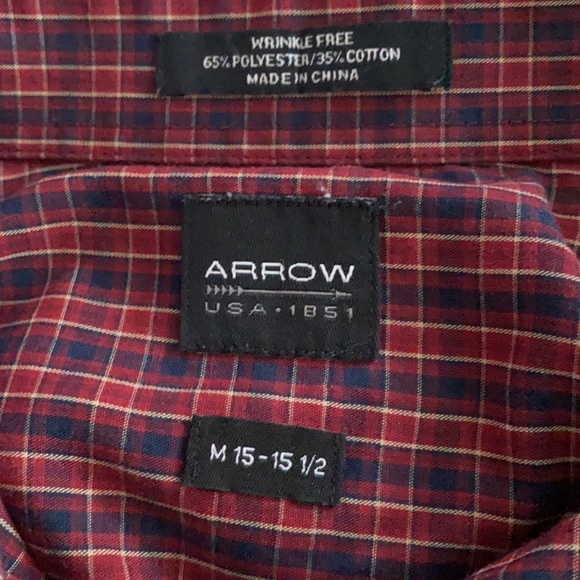 WRINKLE FREE
65% POLYESTER/35% COTTON
MADE IN CHINA
ARROW
USA • 1851
M 15-15 1/2